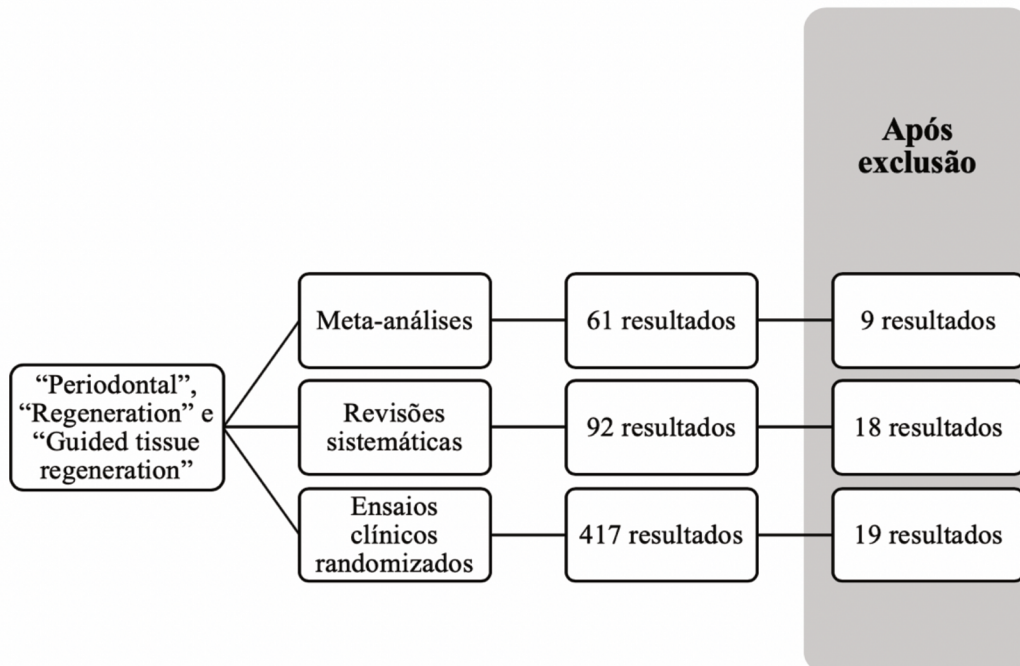 Após
exclusão
Meta-análises
61 resultados
9 resultados
“Periodontal”,
“Regeneration” e
“Guided tissue
regeneration”
Revisões
sistemáticas
92 resultados
18 resultados
Ensaios
clínicos
randomizados
417 resultados
19 resultados